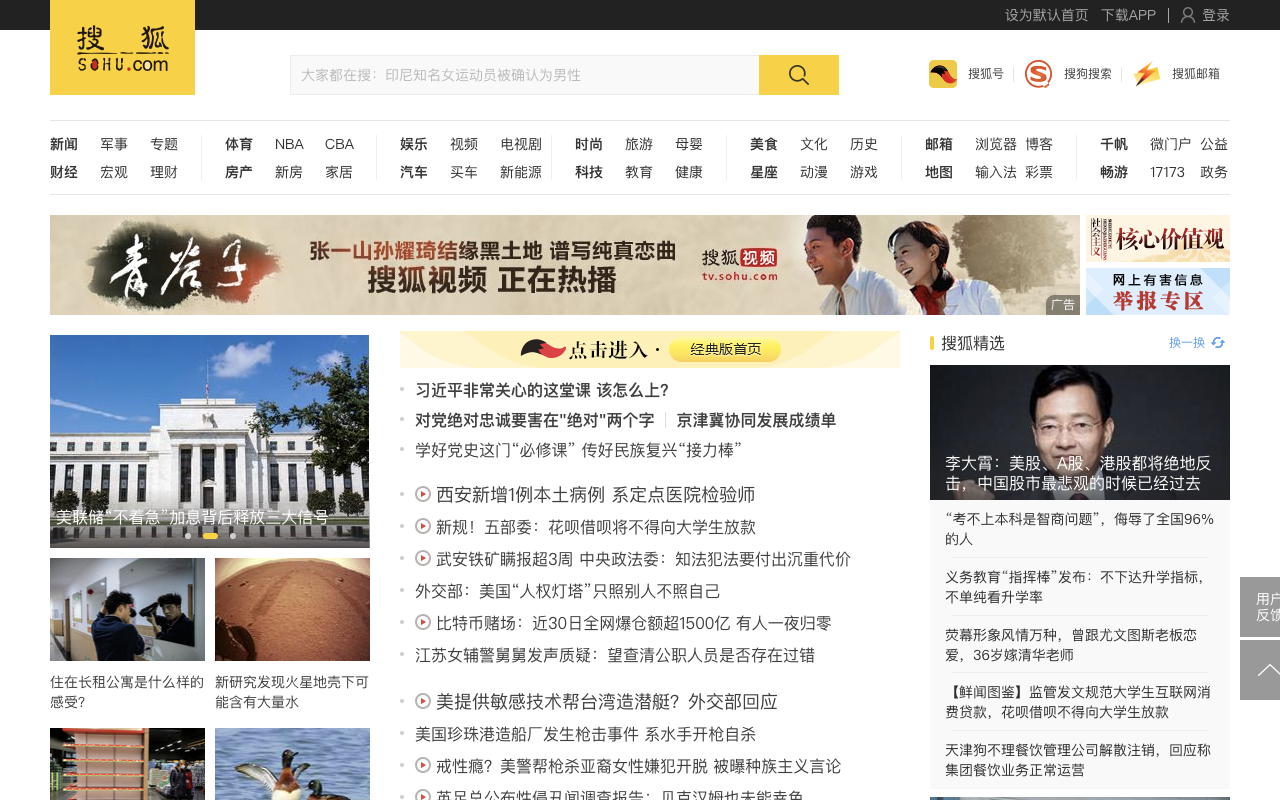 设为默认首页 下载APP 登录
搜狐
SOHU.com
大家都在搜：印尼知名女运动员被确认为男性
搜狐号 搜狗搜索 搜狐邮箱
新闻 军事 专题 体育 NBA CBA 娱乐 视频 电视剧 时尚 旅游 母婴 美食 文化 历史 邮箱 浏览器 博客 千帆 微门户 公益
财经 宏观 理财 房产 新房 家居 汽车 买车 新能源 科技 教育 健康 星座 动漫 游戏 地图 输入法 彩票 畅游 17173 政务
青谷子
张一山孙耀琦结缘黑土地 谱写纯真恋曲
搜狐视频 正在热播
搜狐视频
tv.sohu.com
广告
社会主义
核心价值观
网上有害信息
举报专区
美联储“不着急”加息背后释放三大信号
住在长租公寓是什么样的
感受?
新研究发现火星地壳下可
能含有大量水
点击进入 · 经典版首页
习近平非常关心的这堂课 该怎么上?
对党绝对忠诚要害在"绝对"两个字 京津冀协同发展成绩单
学好党史这门“必修课” 传好民族复兴“接力棒”
西安新增1例本土病例 系定点医院检验师
新规！五部委：花呗借呗将不得向大学生放款
武安铁矿瞒报超3周 中央政法委：知法犯法要付出沉重代价
外交部：美国“人权灯塔”只照别人不照自己
比特币赌场：近30日全网爆仓额超1500亿 有人一夜归零
江苏女辅警舅舅发声质疑：望查清公职人员是否存在过错
美提供敏感技术帮台湾造潜艇？外交部回应
美国珍珠港造船厂发生枪击事件 系水手开枪自杀
戒性瘾？美警帮枪杀亚裔女性嫌犯开脱 被曝种族主义言论
英足总公布性侵丑闻调查报告：贝克汉姆也未能幸免
搜狐精选 换一换
李大霄：美股、A股、港股都将绝地反
击，中国股市最悲观的时候已经过去
“考不上本科是智商问题”，侮辱了全国96%
的人
义务教育“指挥棒”发布：不下达升学指标，
不单纯看升学率
荧幕形象风情万种，曾跟尤文图斯老板恋
爱，36岁嫁清华老师
【鲜闻图鉴】监管发文规范大学生互联网消
费贷款，花呗借呗不得向大学生放款
天津狗不理餐饮管理公司解散注销，回应称
集团餐饮业务正常运营
用户
反馈